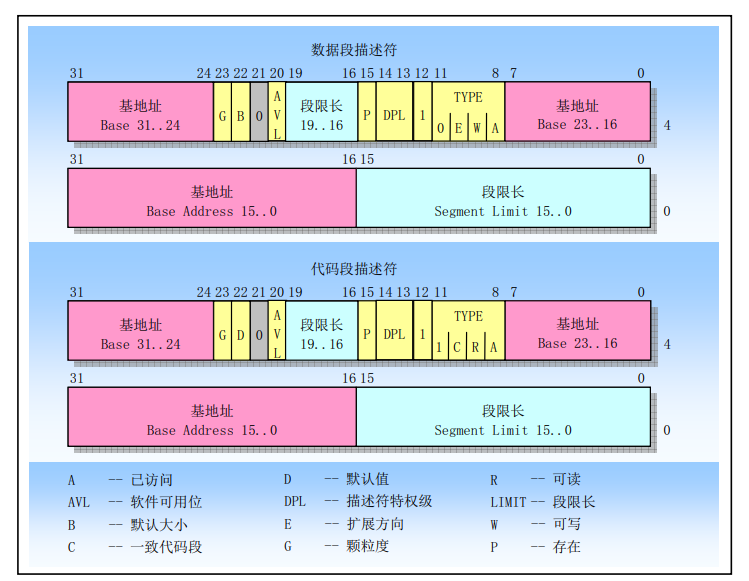 数据段描述符
31 24 23 22 21 20 19 16 15 14 13 12 11 8 7 0
基地址 Base 31..24 G B 0 AVL 段限长 19..16 P DPL 1 TYPE 0 E W A 基地址 Base 23..16 4
31 16 15 0
基地址 段限长
Base Address 15..0 Segment Limit 15..0 0
代码段描述符
31 24 23 22 21 20 19 16 15 14 13 12 11 8 7 0
基地址 Base 31..24 G D 0 AVL 段限长 19..16 P DPL 1 TYPE 1 C R A 基地址 Base 23..16 4
31 16 15 0
基地址 段限长
Base Address 15..0 Segment Limit 15..0 0
A -- 已访问 D -- 默认值 R -- 可读
AVL -- 软件可用位 DPL -- 描述符特权级 LIMIT -- 段限长
B -- 默认大小 E -- 扩展方向 W -- 可写
C -- 一致代码段 G -- 颗粒度 P -- 存在